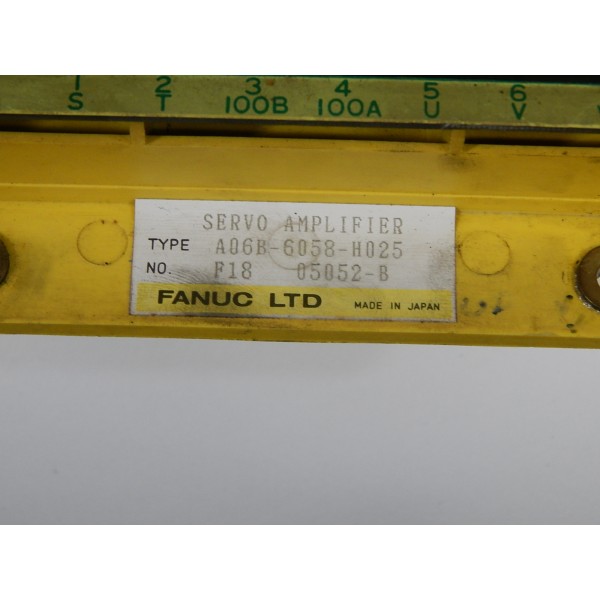 1 2 3 4 5 6
S T 100B 100A U V
SERVO AMPLIFIER
TYPE A06B-6058-H025
NO. F18 05052-B
FANUC LTD MADE IN JAPAN